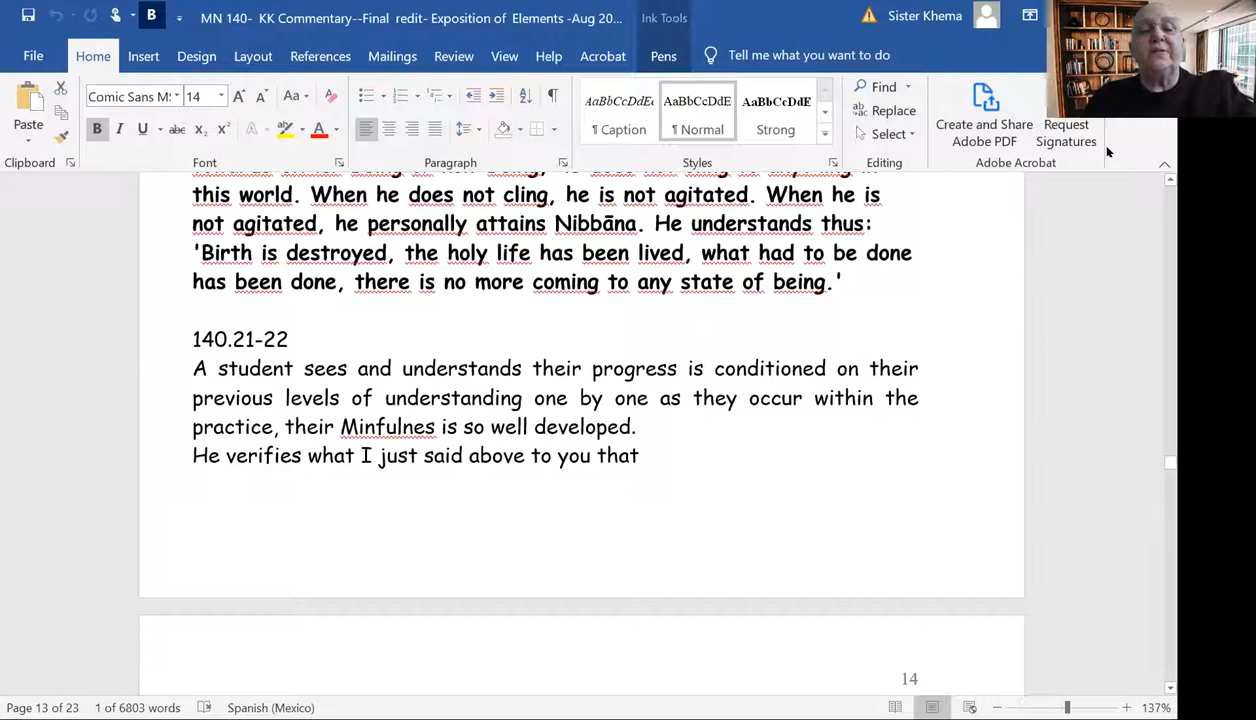 MN 140- KK Commentary--Final redit- Exposition of Elements -Aug 20...
Ink Tools
Sister Khema
File Home Insert Design Layout References Mailings Review View Help Acrobat Pens Tell me what you want to do
Paste
Comic Sans M
14
Aa
B I U abc x₂ x² A A
AaBbCcDdE
¶ Caption
AaBbCcDdE
¶ Normal
AaBbCcDdE
Strong
Find
Replace
Select
Create and Share
Adobe PDF
Request
Signatures
Clipboard
Font
Paragraph
Styles
Editing
Adobe Acrobat
this world. When he does not cling, he is not agitated. When he is
not agitated, he personally attains Nibbāna. He understands thus:
'Birth is destroyed, the holy life has been lived, what had to be done
has been done, there is no more coming to any state of being.'
140.21-22
A student sees and understands their progress is conditioned on their
previous levels of understanding one by one as they occur within the
practice, their Minfulnes is so well developed.
He verifies what I just said above to you that
14
Page 13 of 23
1 of 6803 words
Spanish (Mexico)
137%